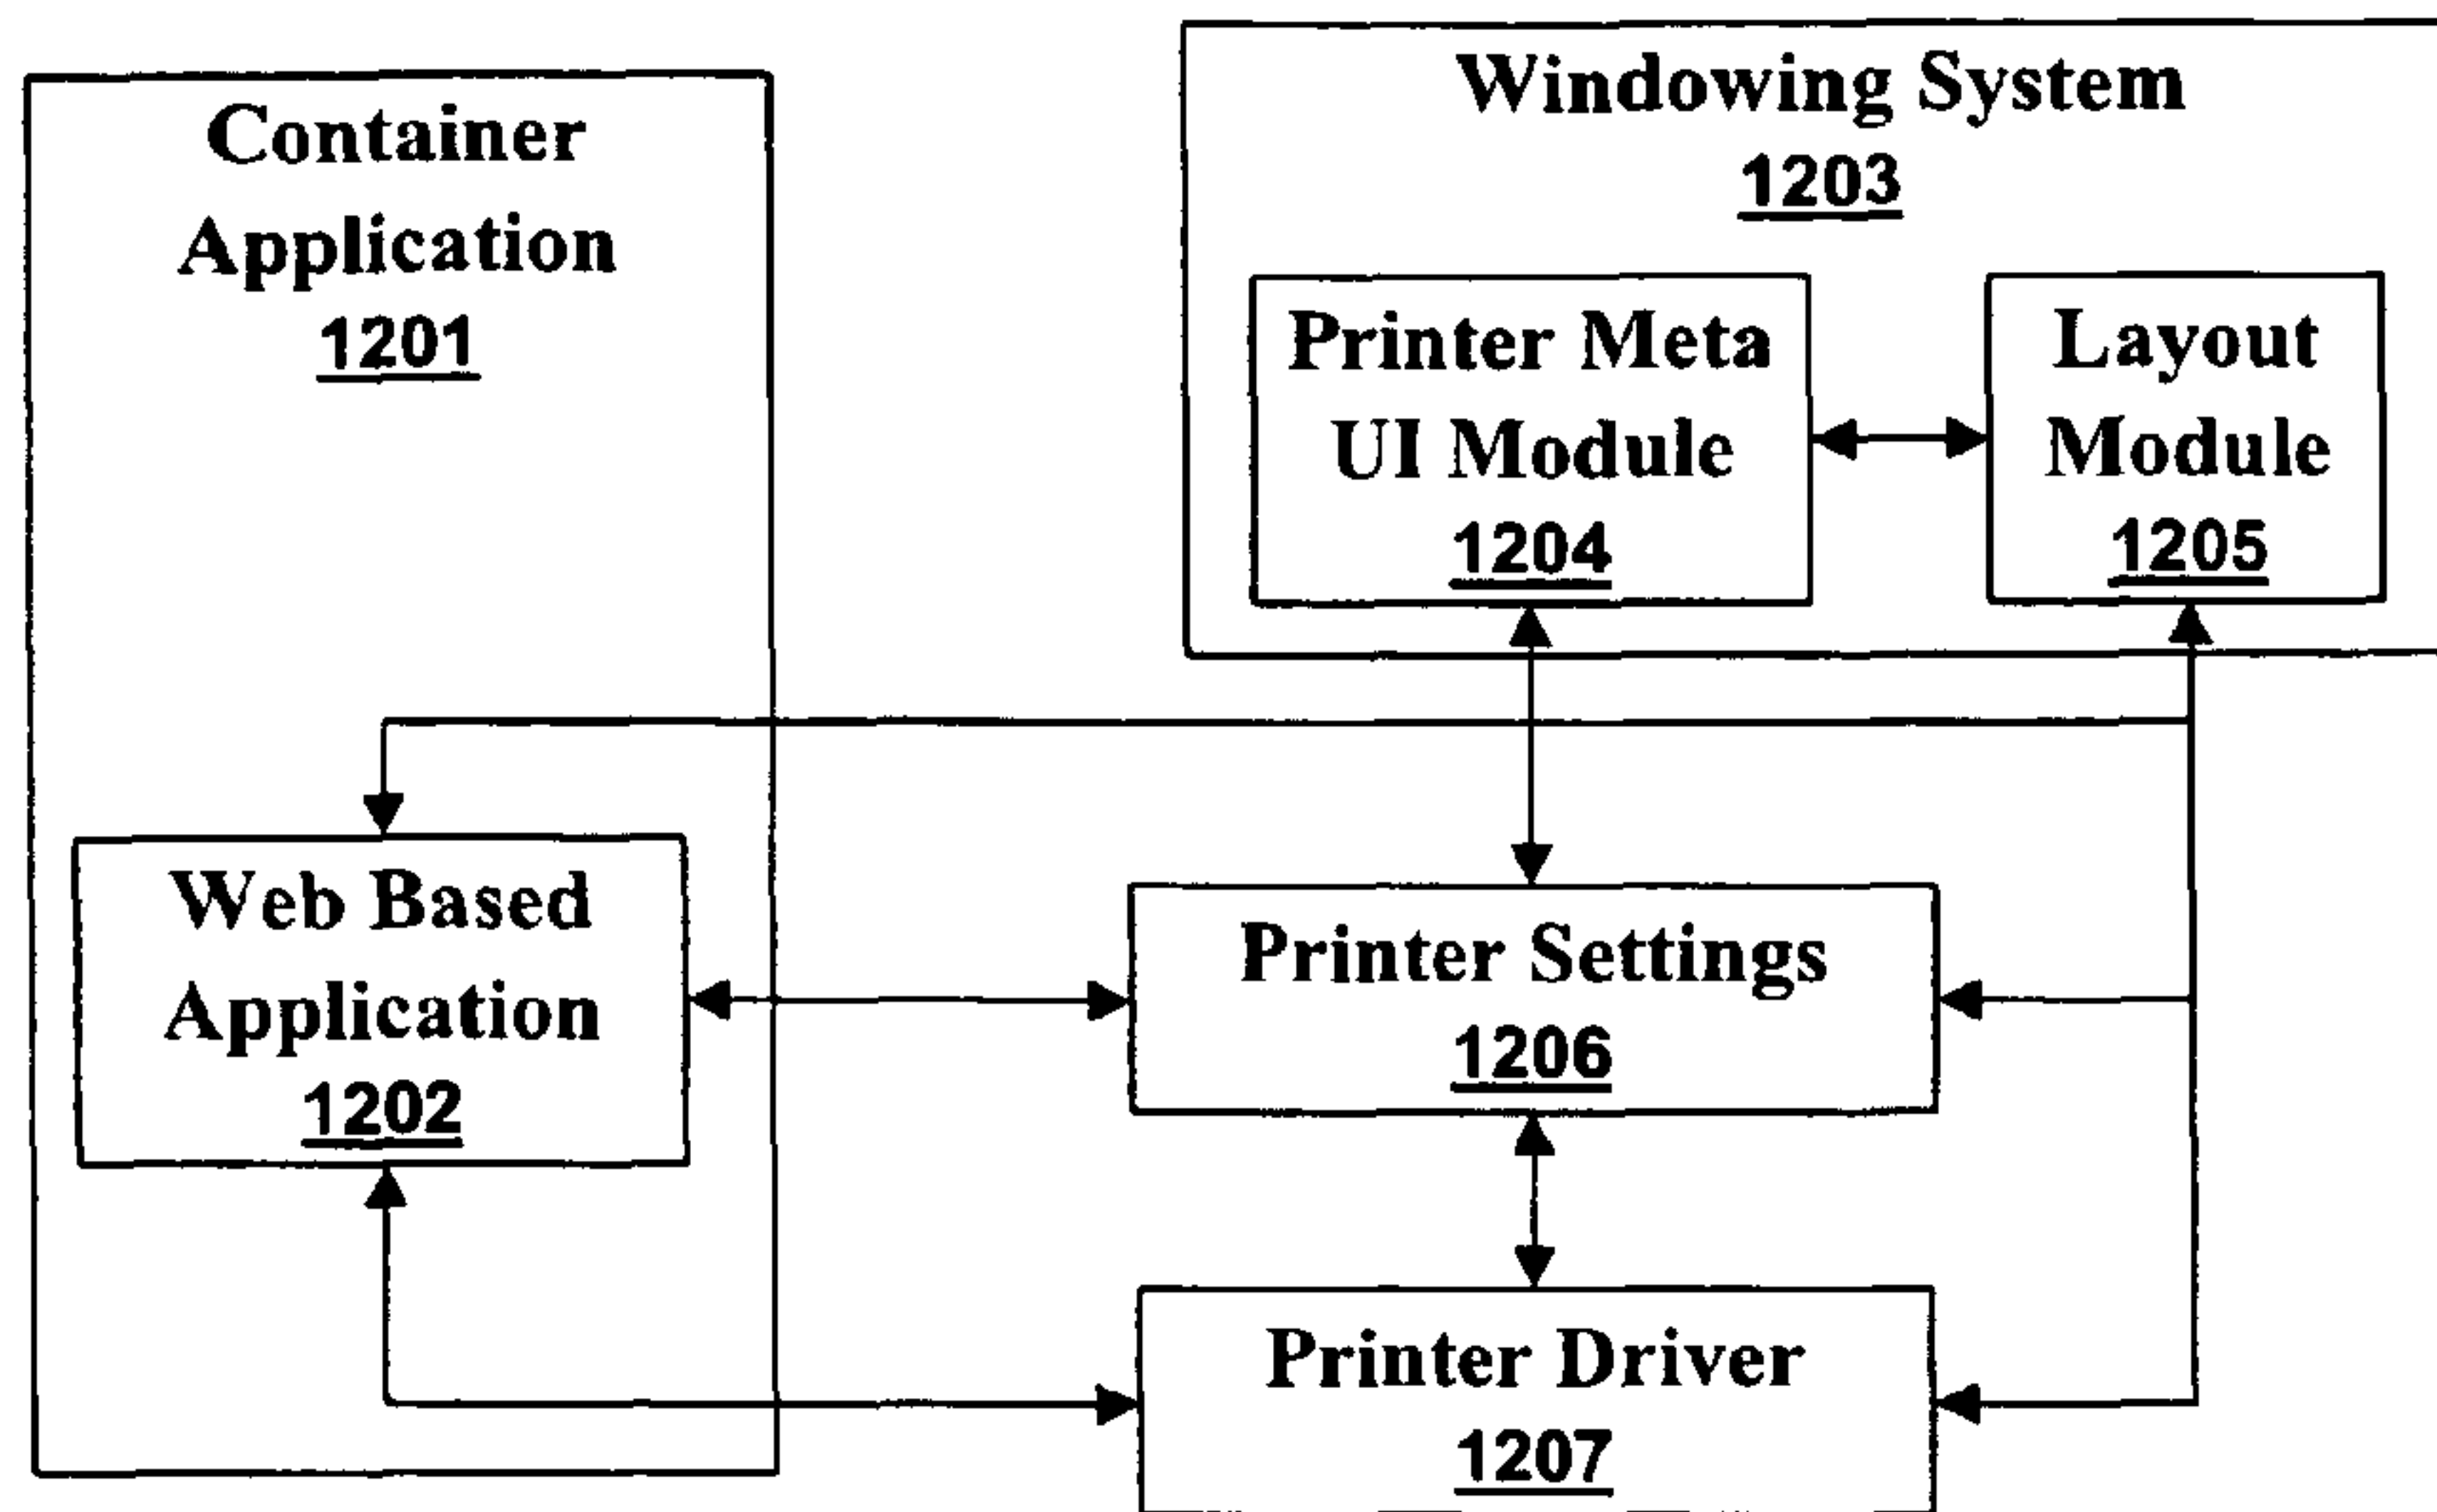 Container
Application
1201
Windowing System
1203
Printer Meta
UI Module
1204
Layout
Module
1205
Web Based
Application
1202
Printer Settings
1206
Printer Driver
1207